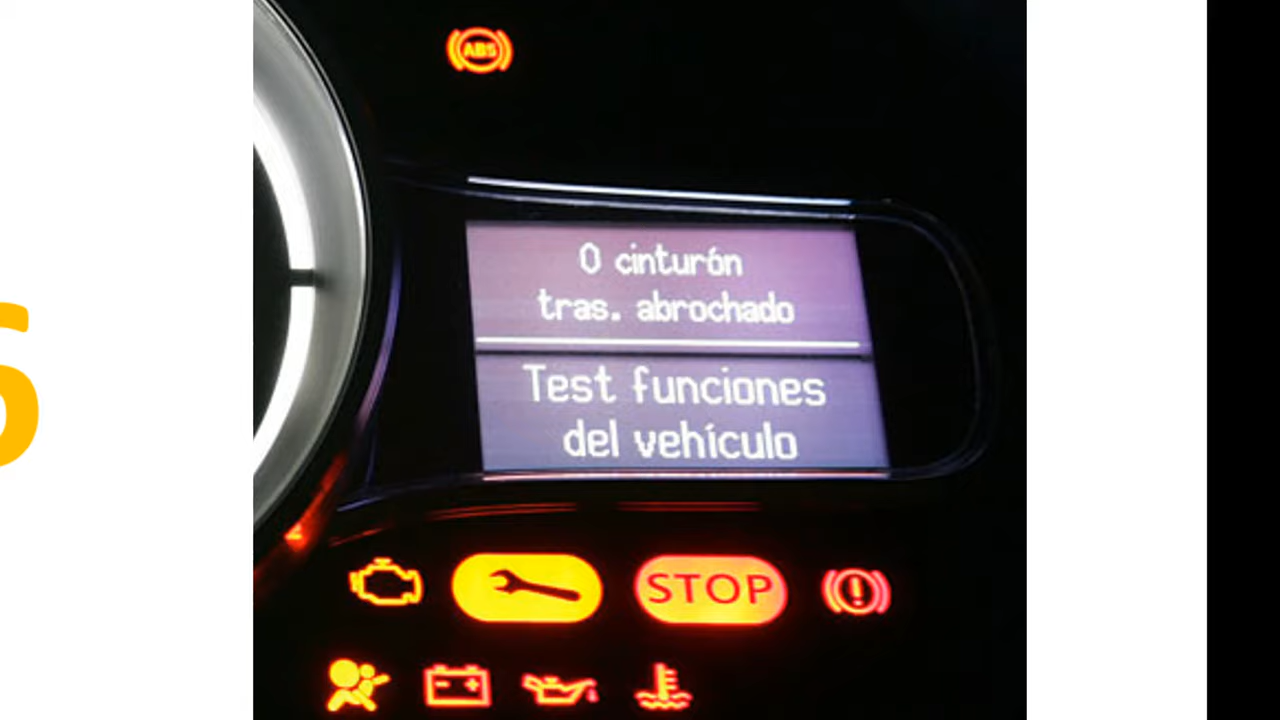 ABS
0 cinturón
tras. abrochado
Test funciones
del vehículo
STOP